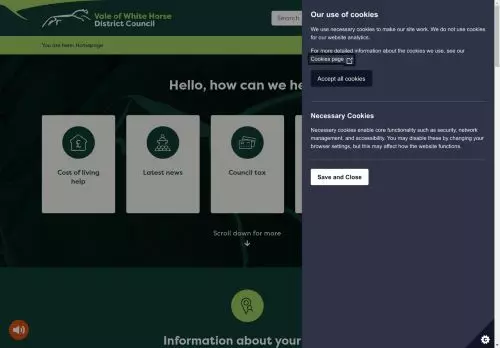 Vale of White Horse
District Council
Search
You are here: Homepage
Hello, how can we he
Cost of living
help
Latest news
Council tax
Scroll down for more
Information about your
Our use of cookies
We use necessary cookies to make our site work. We do not use cookies
for our website analytics.
For more detailed information about the cookies we use, see our
Cookies page
Accept all cookies
Necessary Cookies
Necessary cookies enable core functionality such as security, network
management, and accessibility. You may disable these by changing your
browser settings, but this may affect how the website functions.
Save and Close